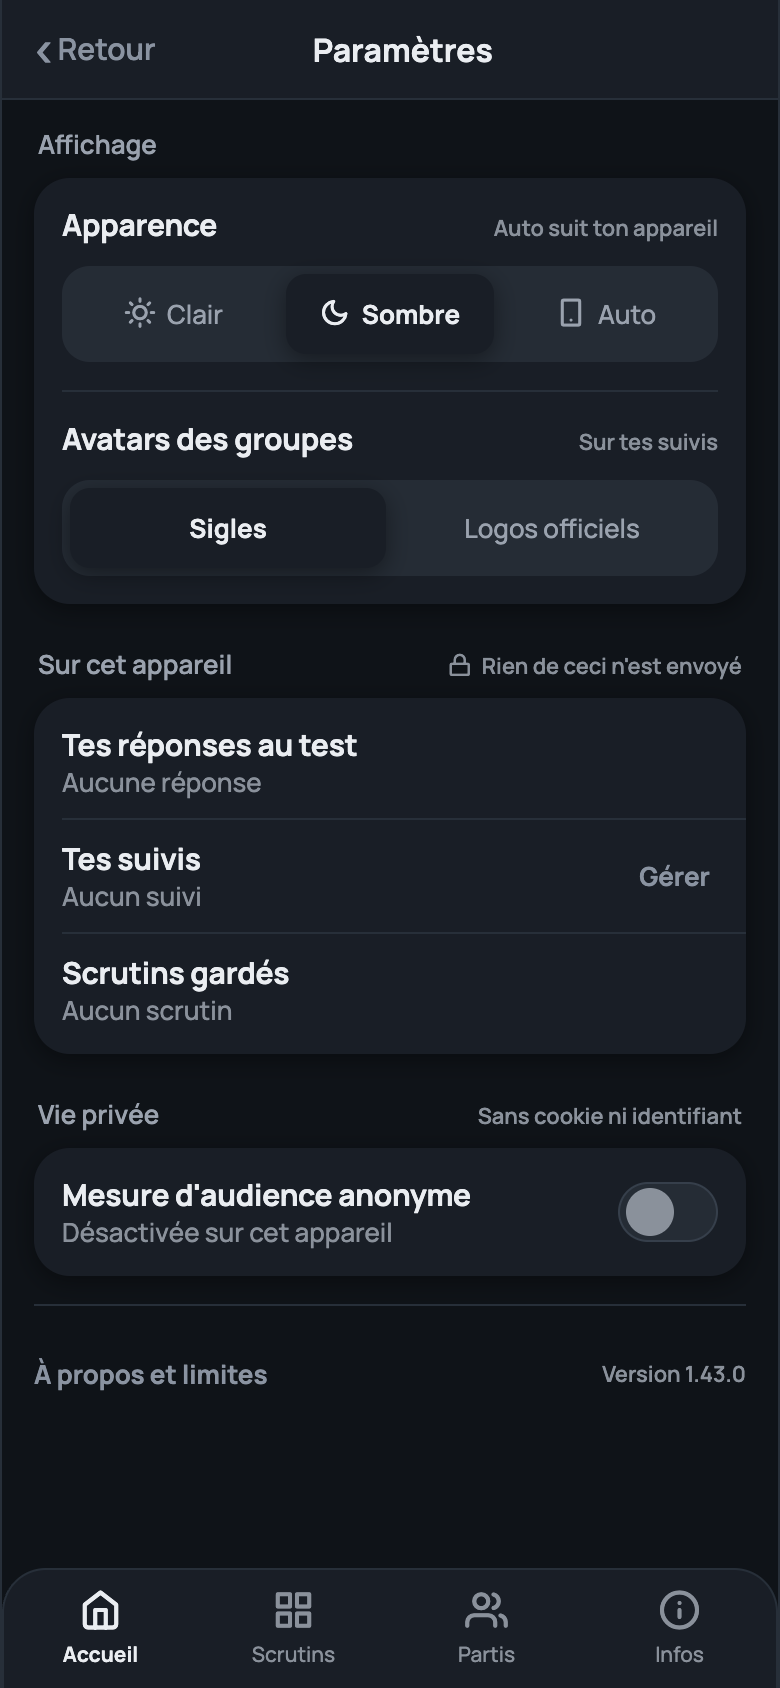 ‹ Retour
Paramètres
Affichage
Apparence
Auto suit ton appareil
Clair
Sombre
Auto
Avatars des groupes
Sur tes suivis
Sigles
Logos officiels
Sur cet appareil
Rien de ceci n'est envoyé
Tes réponses au test
Aucune réponse
Tes suivis
Aucun suivi
Gérer
Scrutins gardés
Aucun scrutin
Vie privée
Sans cookie ni identifiant
Mesure d'audience anonyme
Désactivée sur cet appareil
À propos et limites
Version 1.43.0
Accueil
Scrutins
Partis
Infos